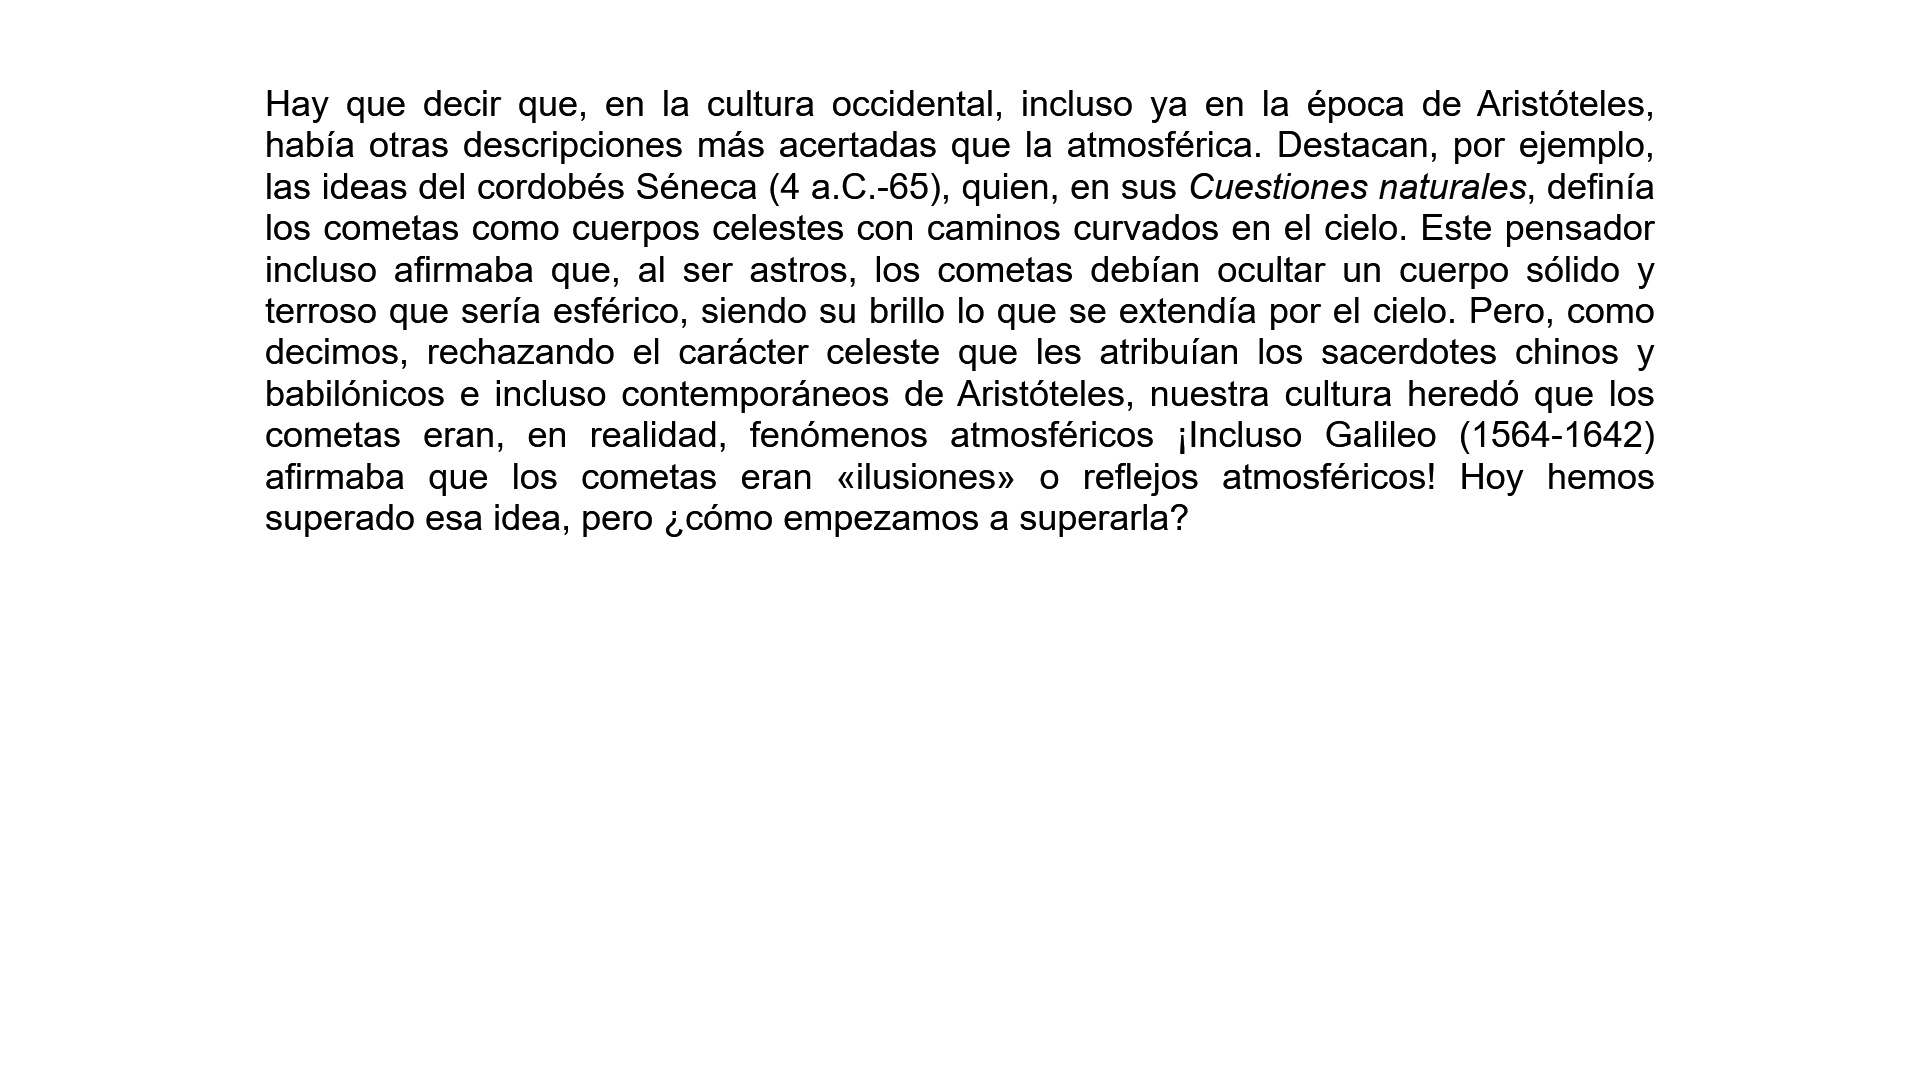 Hay que decir que, en la cultura occidental, incluso ya en la época de Aristóteles,
había otras descripciones más acertadas que la atmosférica. Destacan, por ejemplo,
las ideas del cordobés Séneca (4 a.C.-65), quien, en sus Cuestiones naturales, definía
los cometas como cuerpos celestes con caminos curvados en el cielo. Este pensador
incluso afirmaba que, al ser astros, los cometas debían ocultar un cuerpo sólido y
terroso que sería esférico, siendo su brillo lo que se extendía por el cielo. Pero, como
decimos, rechazando el carácter celeste que les atribuían los sacerdotes chinos y
babilónicos e incluso contemporáneos de Aristóteles, nuestra cultura heredó que los
cometas eran, en realidad, fenómenos atmosféricos ¡Incluso Galileo (1564-1642)
afirmaba que los cometas eran «ilusiones» o reflejos atmosféricos! Hoy hemos
superado esa idea, pero ¿cómo empezamos a superarla?